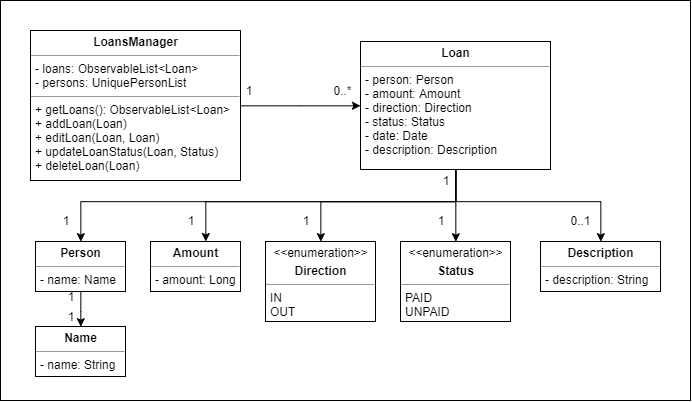 LoansManager
- loans: ObservableList<Loan>
- persons: UniquePersonList
+ getLoans(): ObservableList<Loan>
+ addLoan(Loan)
+ editLoan(Loan, Loan)
+ updateLoanStatus(Loan, Status)
+ deleteLoan(Loan)
1
0..*
Loan
- person: Person
- amount: Amount
- direction: Direction
- status: Status
- date: Date
- description: Description
1
1
1
1
1
0..1
Person
- name: Name
Amount
- amount: Long
<<enumeration>>
Direction
IN
OUT
<<enumeration>>
Status
PAID
UNPAID
Description
- description: String
1
1
Name
- name: String